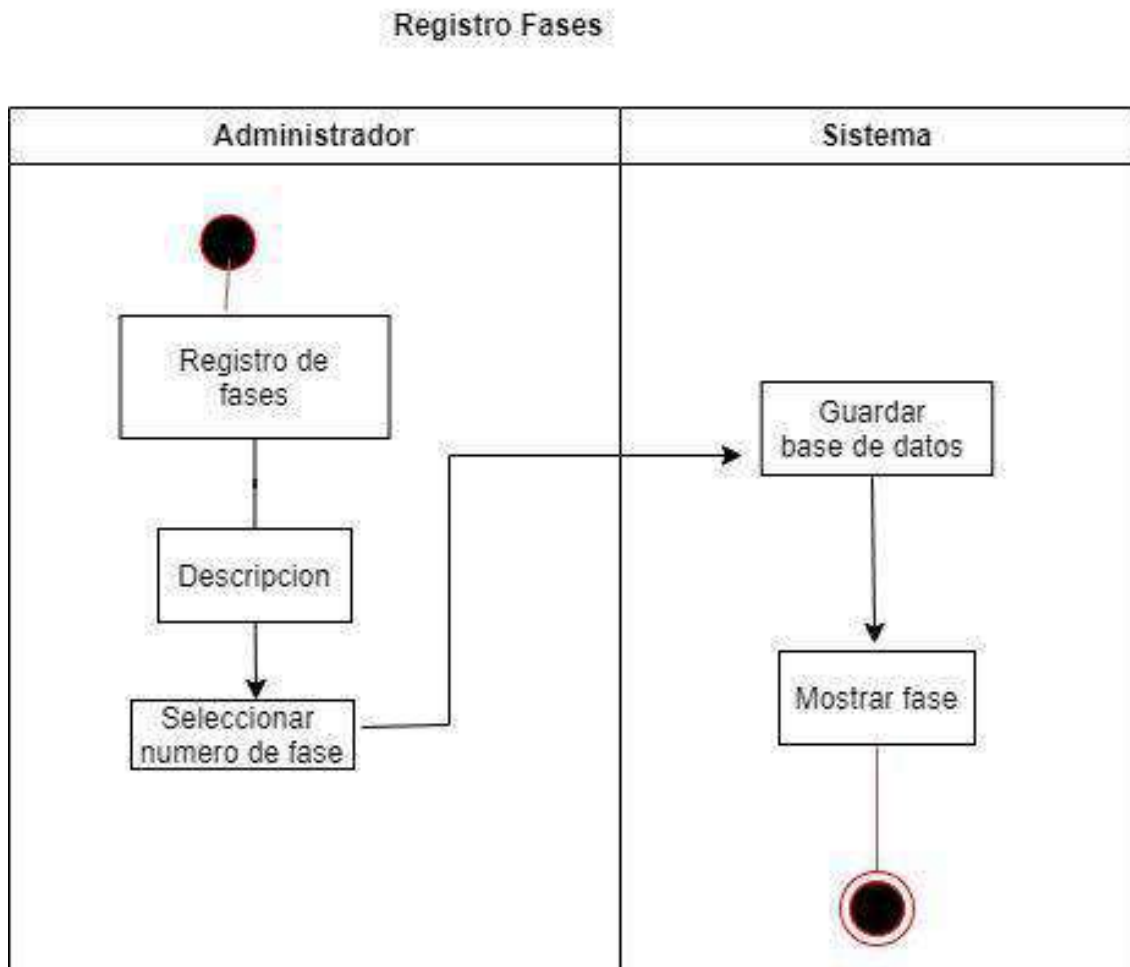 Registro Fases
Administrador
Sistema
Registro de
fases
Descripcion
Seleccionar
numero de fase
Guardar
base de datos
Mostrar fase